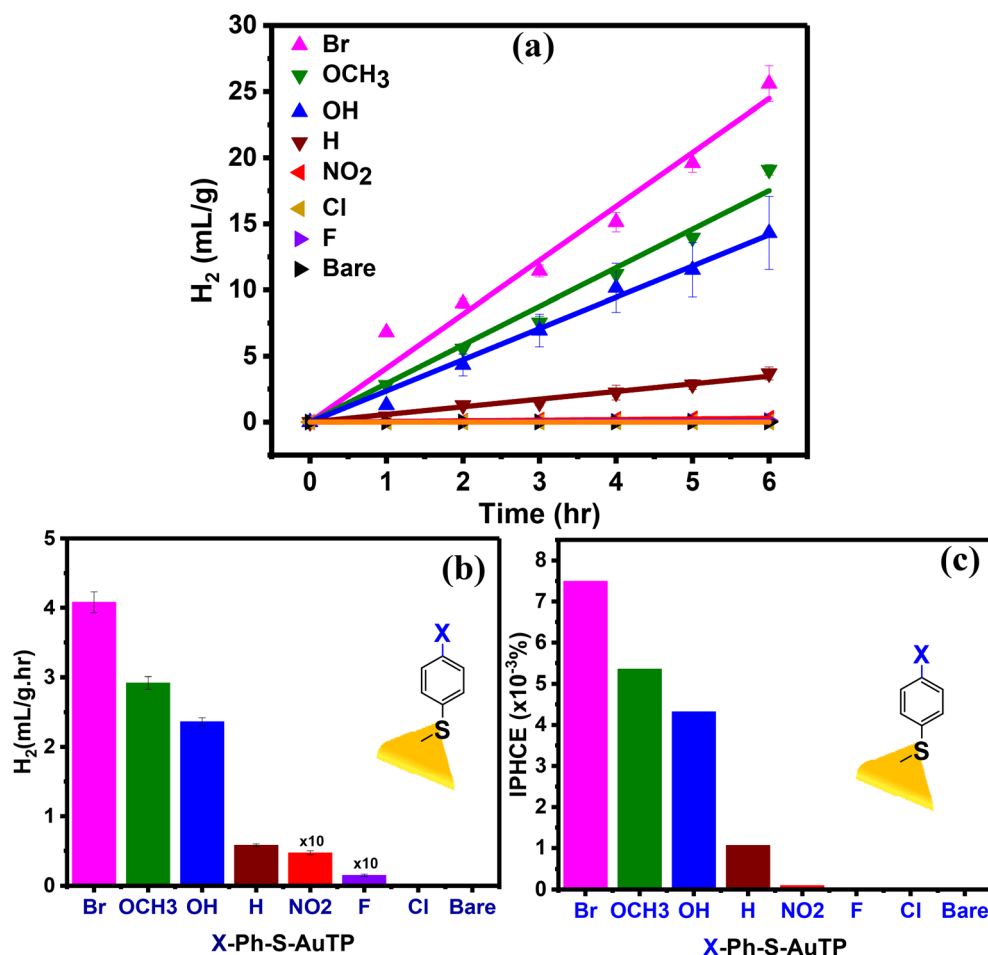 (a)
30
25
20
15
10
5
0
H2 (mL/g)
Br
OCH3
OH
H
NO2
Cl
F
Bare
0 1 2 3 4 5 6
Time (hr)
(b)
5
4
3
2
1
0
H2(mL/g.hr)
X
S
x10
x10
Br OCH3 OH H NO2 F Cl Bare
X-Ph-S-AuTP
(c)
8
7
6
5
4
3
2
1
0
IPHCE (x10-3%)
X
S
Br OCH3 OH H NO2 F Cl Bare
X-Ph-S-AuTP